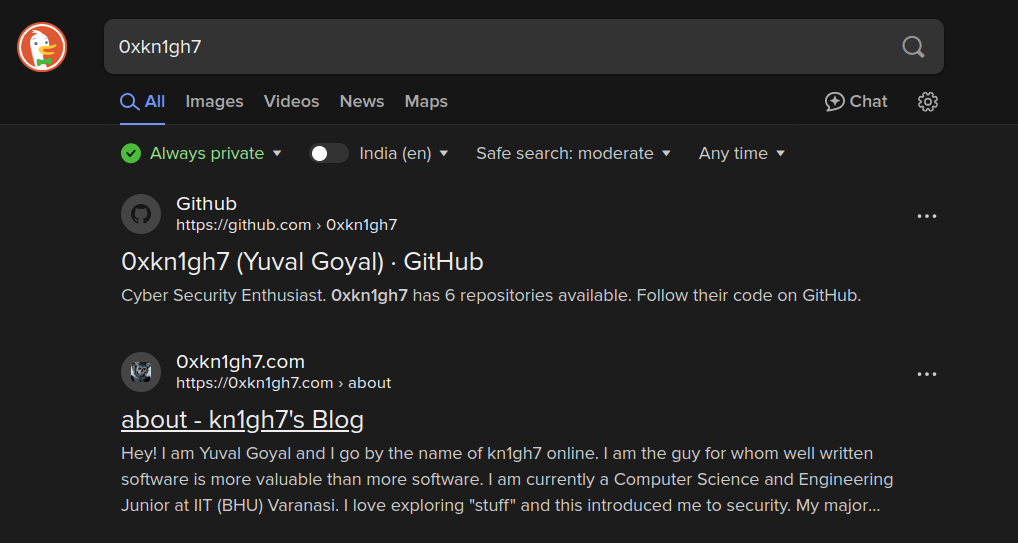 0xkn1gh7
All Images Videos News Maps Chat
Always private India (en) Safe search: moderate Any time
Github
https://github.com › 0xkn1gh7
0xkn1gh7 (Yuval Goyal) · GitHub
Cyber Security Enthusiast. 0xkn1gh7 has 6 repositories available. Follow their code on GitHub.
0xkn1gh7.com
https://0xkn1gh7.com › about
about - kn1gh7's Blog
Hey! I am Yuval Goyal and I go by the name of kn1gh7 online. I am the guy for whom well written
software is more valuable than more software. I am currently a Computer Science and Engineering
Junior at IIT (BHU) Varanasi. I love exploring "stuff" and this introduced me to security. My major...